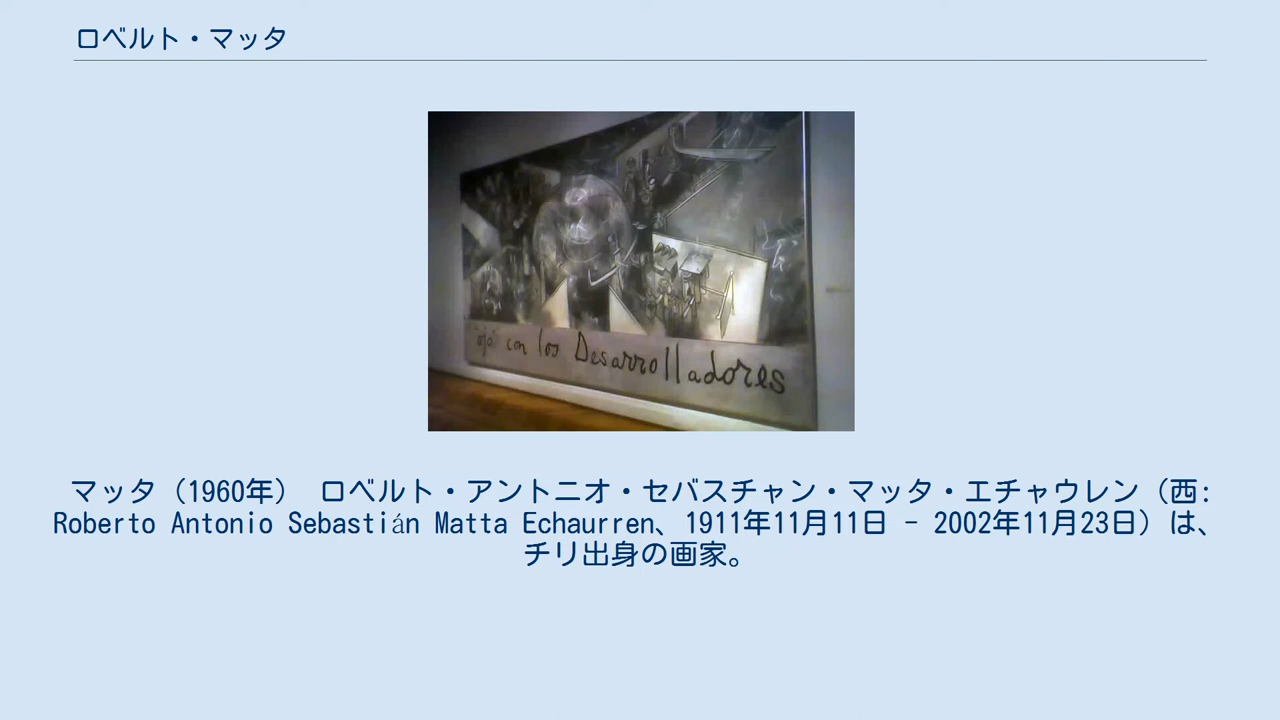 ロベルト・マッタ
"ojo" con los Desarrolladores
マッタ（1960年）　ロベルト・アントニオ・セバスチャン・マッタ・エチャウレン（西:
Roberto Antonio Sebastián Matta Echaurren、1911年11月11日 - 2002年11月23日）は、
チリ出身の画家。